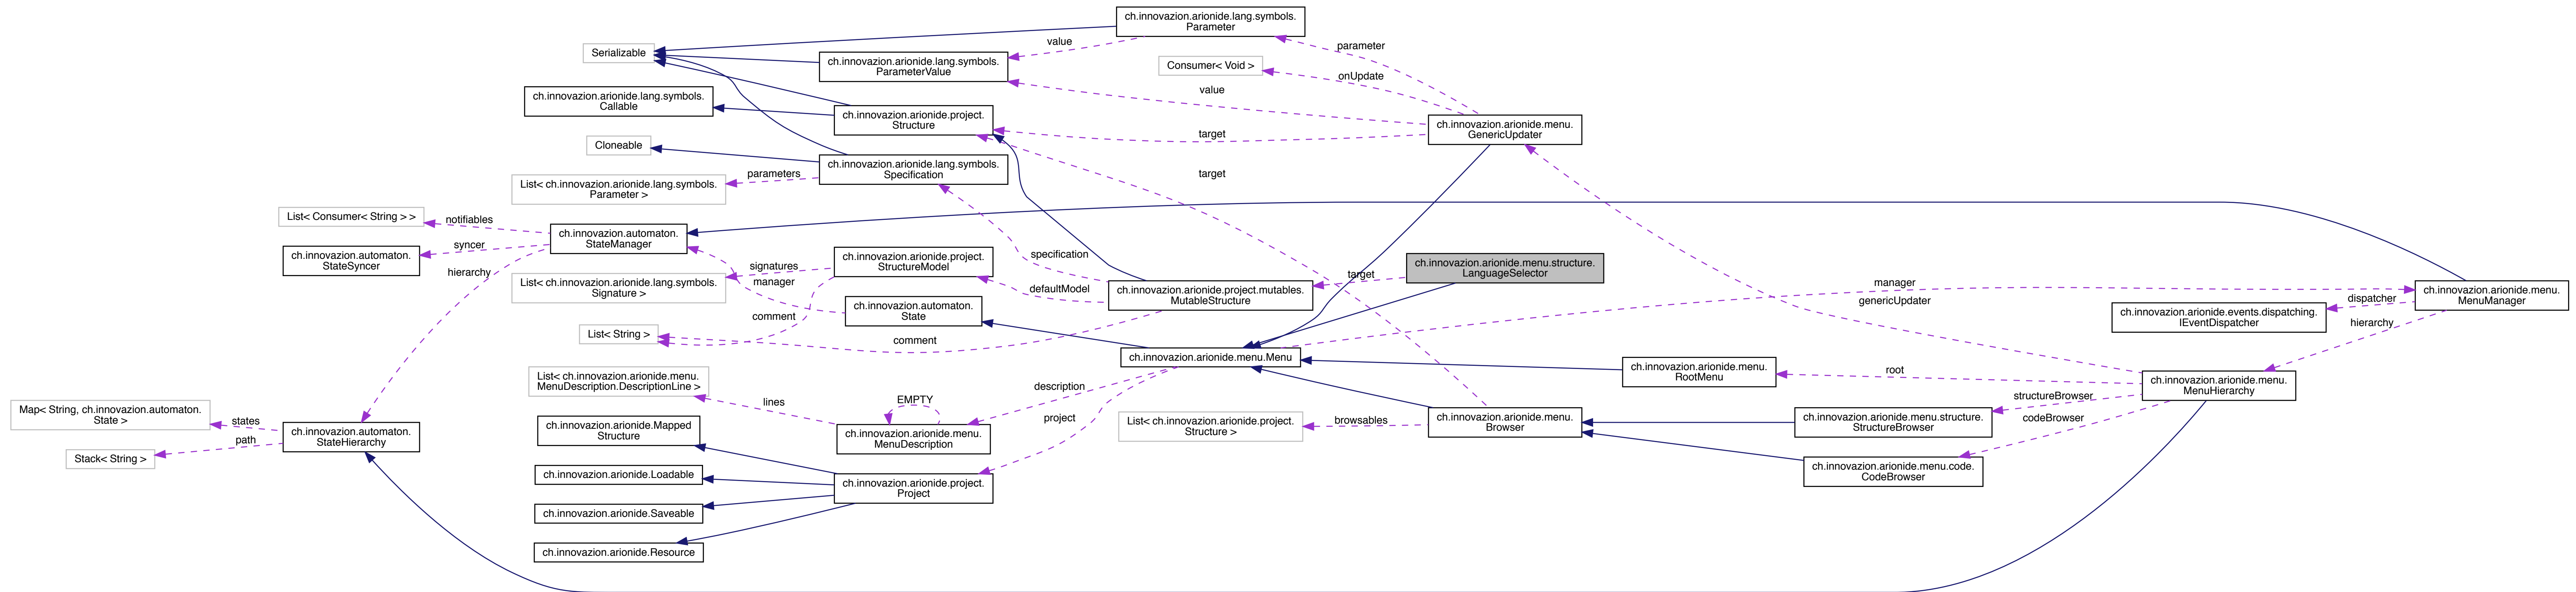 ch.innovazion.arionide.lang.symbols.
Parameter
Serializable
value
parameter
ch.innovazion.arionide.lang.symbols.
ParameterValue
Consumer< Void >
onUpdate
ch.innovazion.arionide.lang.symbols.
Callable
value
ch.innovazion.arionide.project.
Structure
ch.innovazion.arionide.menu.
GenericUpdater
target
Cloneable
ch.innovazion.arionide.lang.symbols.
Specification
parameters
List< ch.innovazion.arionide.lang.symbols.
Parameter >
target
List< Consumer< String > >
notifiables
ch.innovazion.automaton.
StateManager
syncer
ch.innovazion.automaton.
StateSyncer
hierarchy
specification
ch.innovazion.arionide.project.
StructureModel
signatures
manager
List< ch.innovazion.arionide.lang.symbols.
Signature >
defaultModel
target
ch.innovazion.arionide.menu.structure.
LanguageSelector
ch.innovazion.arionide.project.mutables.
MutableStructure
manager
genericUpdater
ch.innovazion.arionide.menu.
MenuManager
dispatcher
ch.innovazion.arionide.events.dispatching.
IEventDispatcher
hierarchy
ch.innovazion.automaton.
State
comment
List< String >
comment
ch.innovazion.arionide.menu.Menu
ch.innovazion.arionide.menu.
RootMenu
root
ch.innovazion.arionide.menu.
MenuHierarchy
List< ch.innovazion.arionide.menu.
MenuDescription.DescriptionLine >
lines
EMPTY
description
project
structureBrowser
codeBrowser
Map< String, ch.innovazion.automaton.
State >
states
path
ch.innovazion.automaton.
StateHierarchy
Stack< String >
ch.innovazion.arionide.Mapped
Structure
ch.innovazion.arionide.menu.
MenuDescription
List< ch.innovazion.arionide.project.
Structure >
browsables
ch.innovazion.arionide.menu.
Browser
ch.innovazion.arionide.menu.structure.
StructureBrowser
ch.innovazion.arionide.menu.code.
CodeBrowser
ch.innovazion.arionide.Loadable
ch.innovazion.arionide.project.
Project
ch.innovazion.arionide.Saveable
ch.innovazion.arionide.Resource